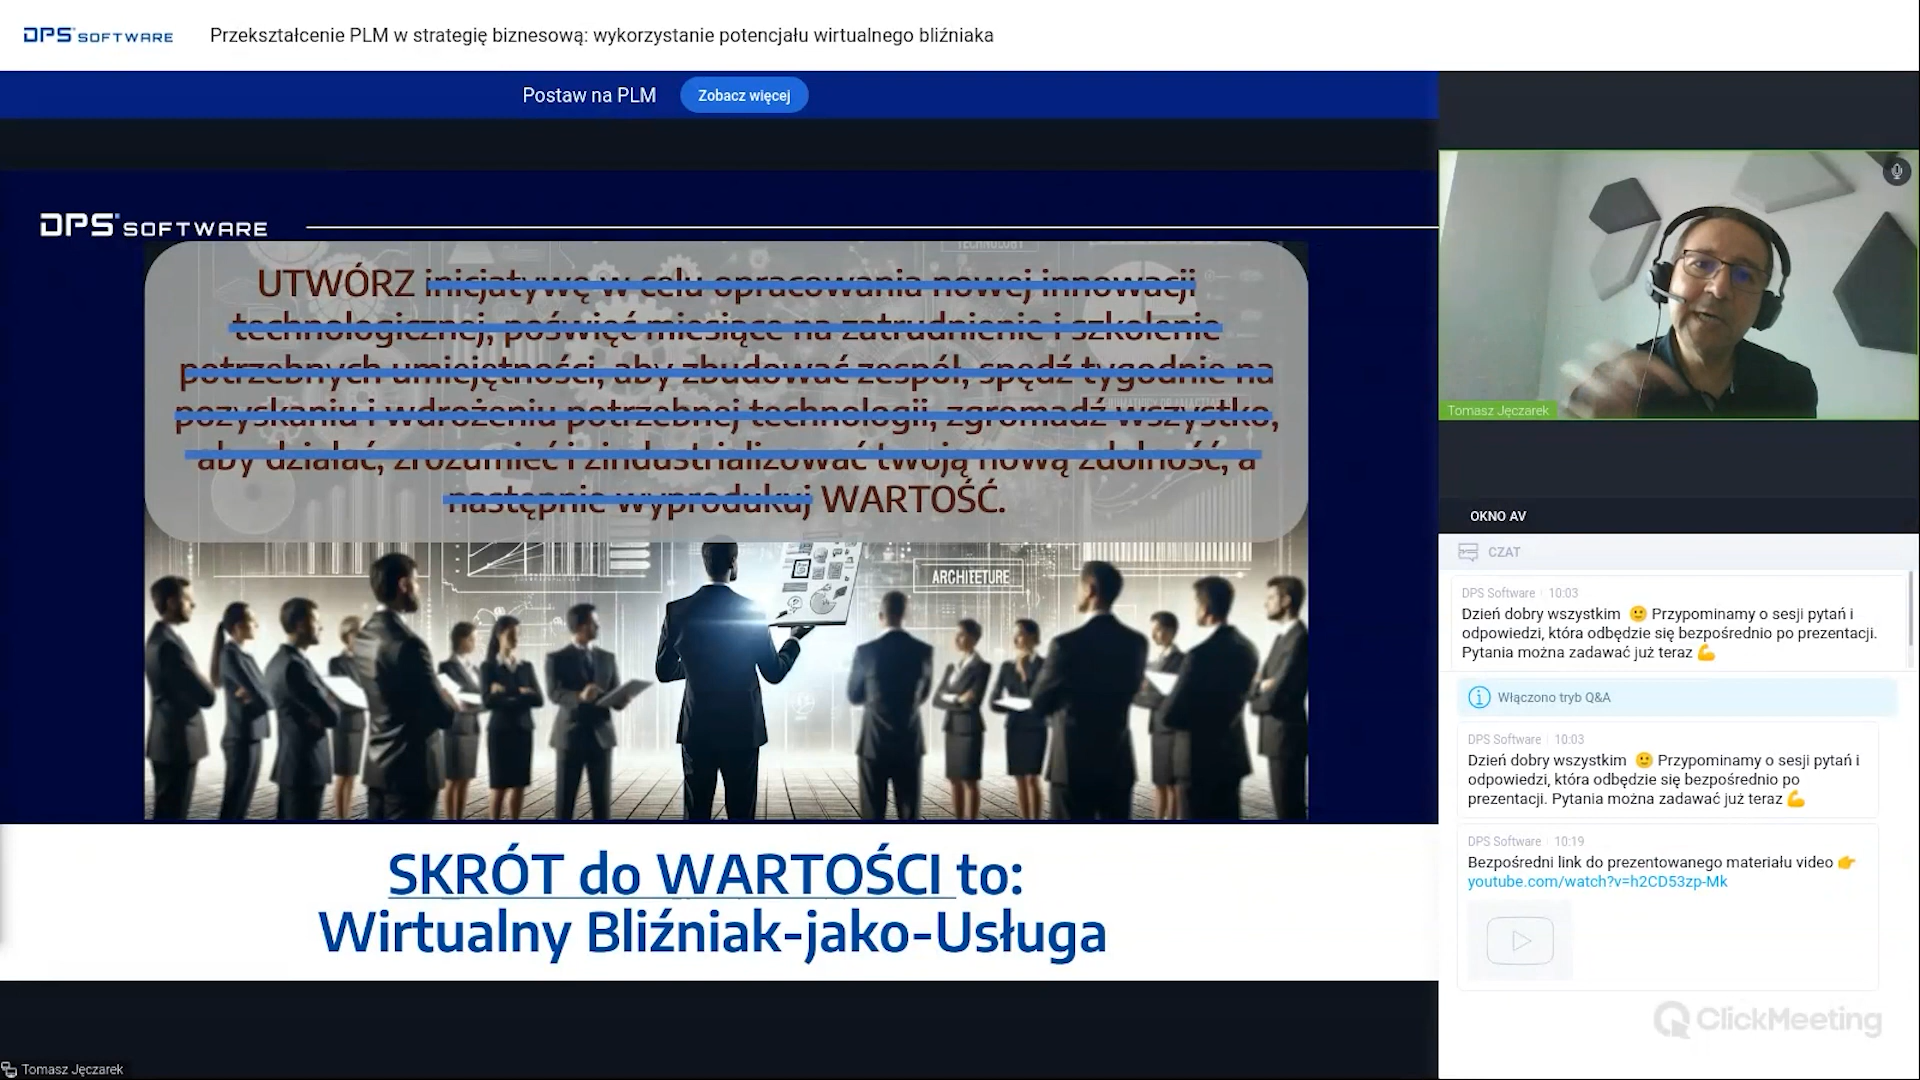 DPS SOFTWARE
Przekształcenie PLM w strategię biznesową: wykorzystanie potencjału wirtualnego bliźniaka
Postaw na PLM
Zobacz więcej
DPS SOFTWARE
TECHNOLOGY
UTWÓRZ inicjatywę w celu opracowania nowej innowacji
technologicznej, poświęć miesiące na zatrudnienie i szkolenie
potrzebnych umiejętności, aby zbudować zespół, spędź tygodnie na
pozyskaniu i wdrożeniu potrzebnej technologii, zgromadź wszystko,
aby działać, zrozumieć i zindustrializować twoją nową zdolność, a
następnie wyprodukuj WARTOŚĆ.
ARCHITETURE
SKRÓT do WARTOŚCI to:
Wirtualny Bliźniak-jako-Usługa
Tomasz Jęczarek
Tomasz Jęczarek
OKNO AV
CZAT
DPS Software 10:03
Dzień dobry wszystkim 🙂 Przypominamy o sesji pytań i
odpowiedzi, która odbędzie się bezpośrednio po prezentacji.
Pytania można zadawać już teraz 💪
Włączono tryb Q&A
DPS Software 10:03
Dzień dobry wszystkim 🙂 Przypominamy o sesji pytań i
odpowiedzi, która odbędzie się bezpośrednio po
prezentacji. Pytania można zadawać już teraz 💪
DPS Software 10:19
Bezpośredni link do prezentowanego materiału video 👉
youtube.com/watch?v=h2CD53zp-Mk
ClickMeeting